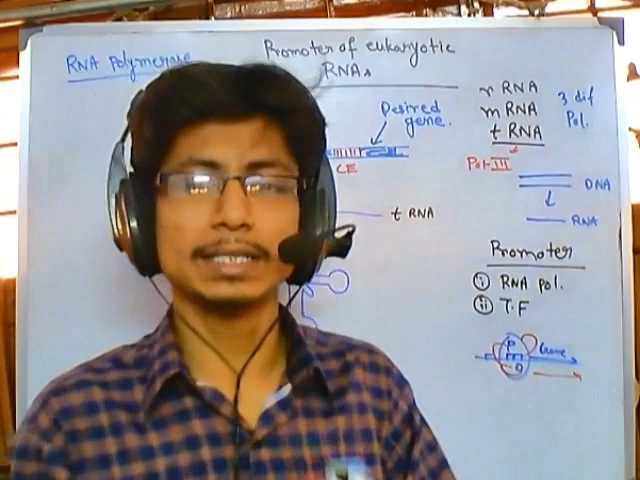 RNA Polymerase
Promoter of eukaryotic
RNAs
Desired
gene.
CE
t RNA
r RNA
m RNA
t RNA
3 dif
Pol.
Pol-III
DNA
RNA
Promoter
i RNA pol.
ii T.F
P
Gene
O